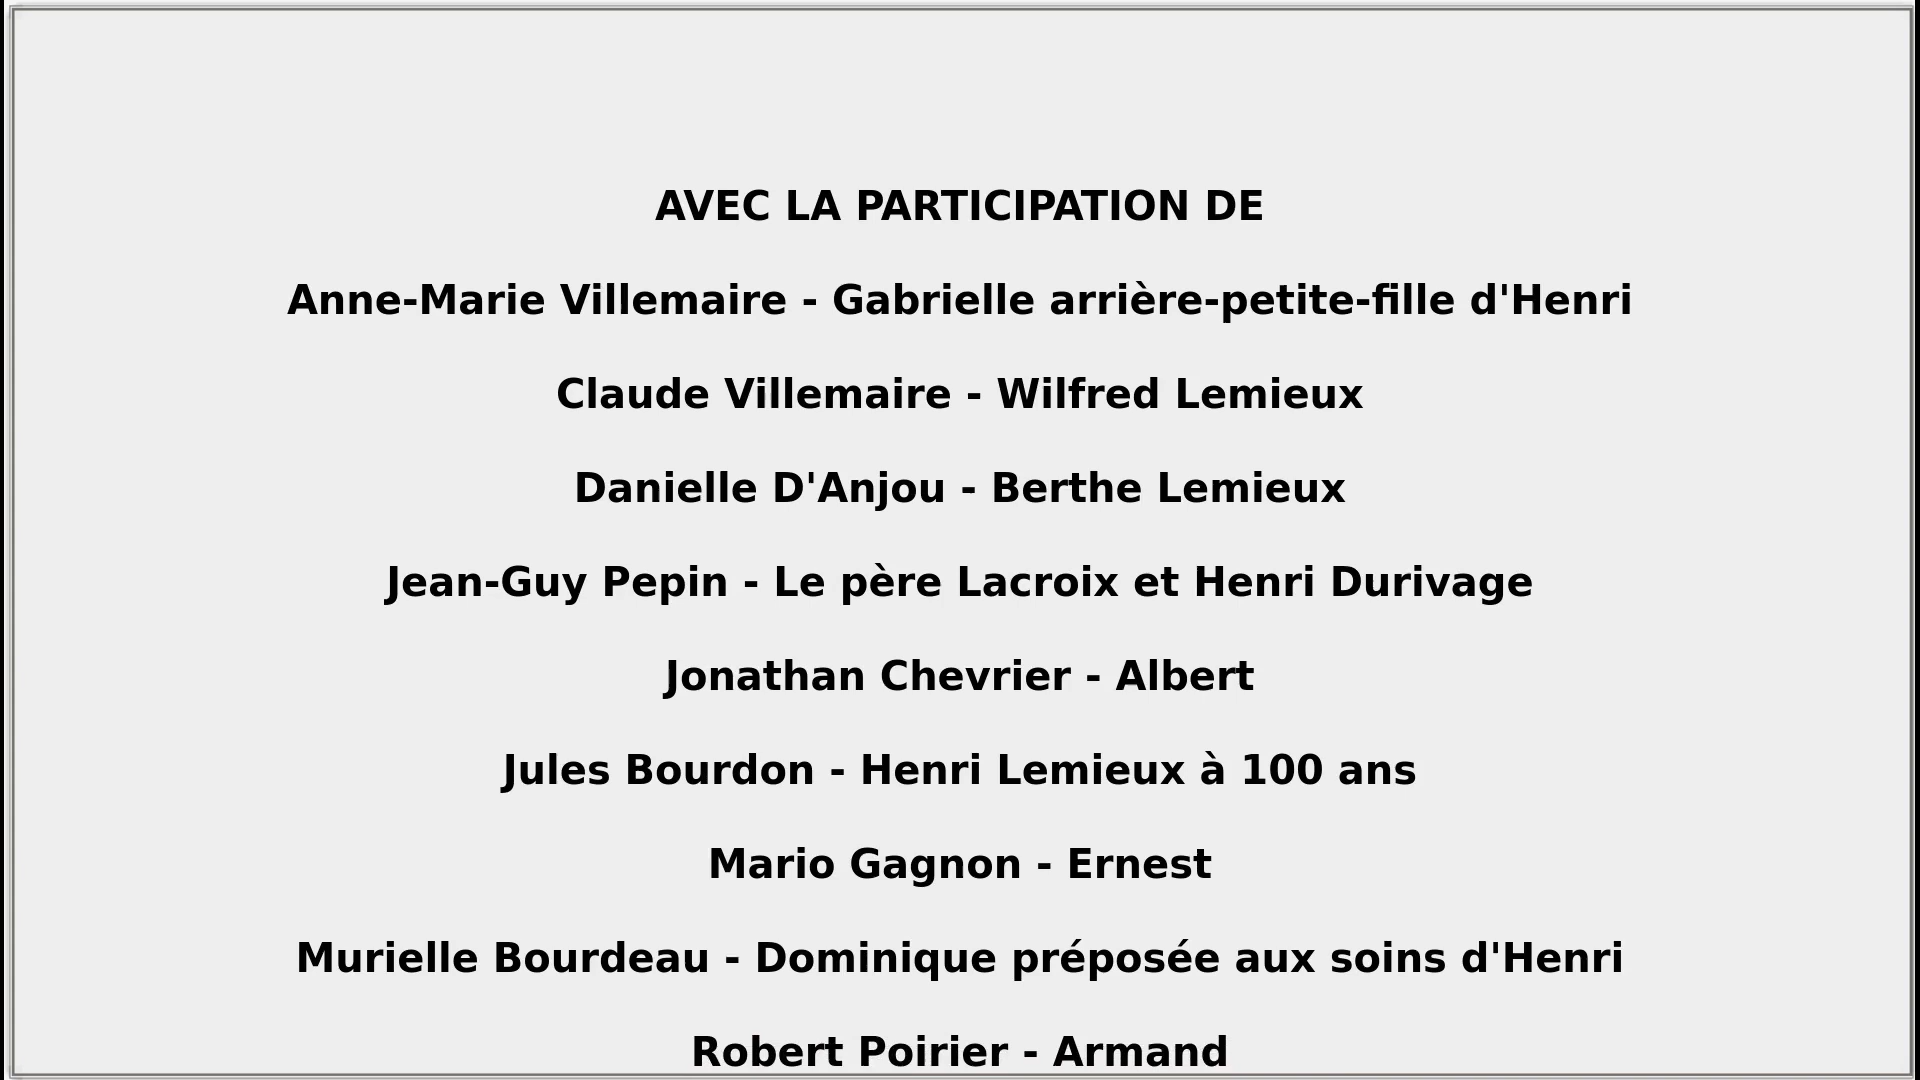 AVEC LA PARTICIPATION DE
Anne-Marie Villemaire - Gabrielle arrière-petite-fille d'Henri
Claude Villemaire - Wilfred Lemieux
Danielle D'Anjou - Berthe Lemieux
Jean-Guy Pepin - Le père Lacroix et Henri Durivage
Jonathan Chevrier - Albert
Jules Bourdon - Henri Lemieux à 100 ans
Mario Gagnon - Ernest
Murielle Bourdeau - Dominique préposée aux soins d'Henri
Robert Poirier - Armand